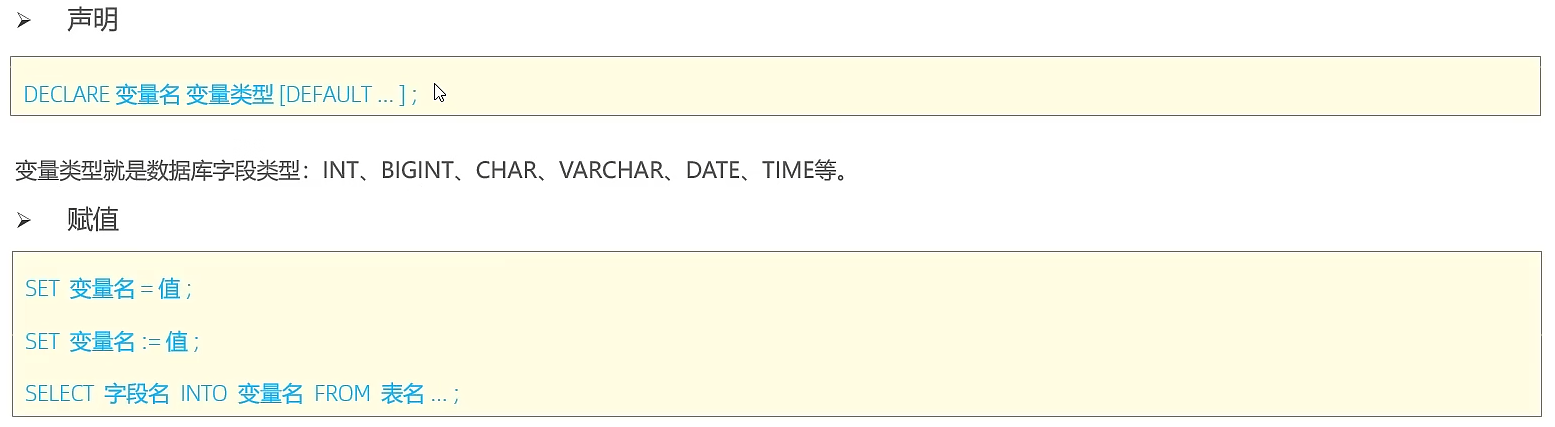 ➢ 声明
DECLARE 变量名 变量类型 [DEFAULT ... ] ;
变量类型就是数据库字段类型：INT、BIGINT、CHAR、VARCHAR、DATE、TIME等。
➢ 赋值
SET 变量名 = 值 ;
SET 变量名 := 值 ;
SELECT 字段名 INTO 变量名 FROM 表名 ... ;